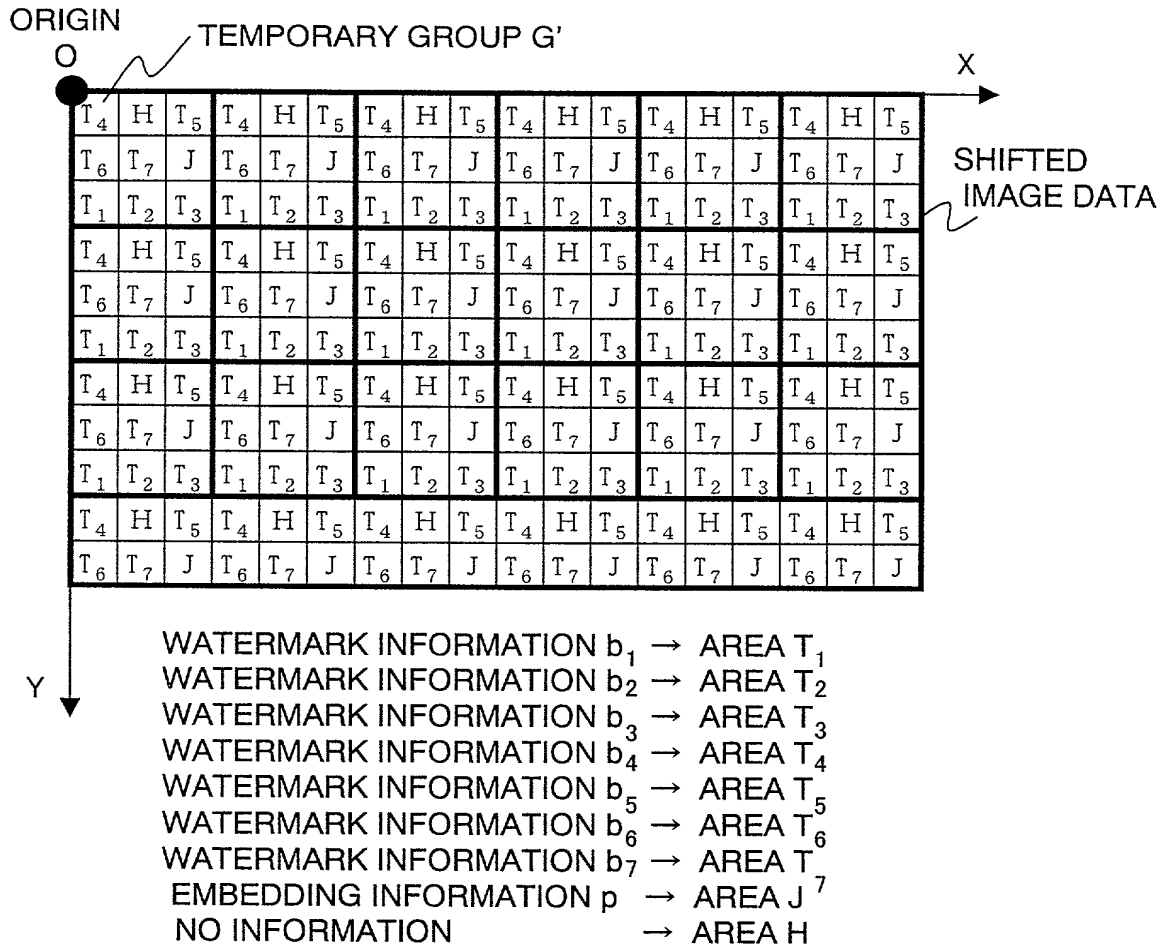 ORIGIN
O
TEMPORARY GROUP G'
X
T₄ H T₅ T₄ H T₅ T₄ H T₅ T₄ H T₅ T₄ H T₅ T₄ H T₅
T₆ T₇ J T₆ T₇ J T₆ T₇ J T₆ T₇ J T₆ T₇ J T₆ T₇ J
SHIFTED
IMAGE DATA
T₁ T₂ T₃ T₁ T₂ T₃ T₁ T₂ T₃ T₁ T₂ T₃ T₁ T₂ T₃ T₁ T₂ T₃
T₄ H T₅ T₄ H T₅ T₄ H T₅ T₄ H T₅ T₄ H T₅ T₄ H T₅
T₆ T₇ J T₆ T₇ J T₆ T₇ J T₆ T₇ J T₆ T₇ J T₆ T₇ J
T₁ T₂ T₃ T₁ T₂ T₃ T₁ T₂ T₃ T₁ T₂ T₃ T₁ T₂ T₃ T₁ T₂ T₃
T₄ H T₅ T₄ H T₅ T₄ H T₅ T₄ H T₅ T₄ H T₅ T₄ H T₅
T₆ T₇ J T₆ T₇ J T₆ T₇ J T₆ T₇ J T₆ T₇ J T₆ T₇ J
T₁ T₂ T₃ T₁ T₂ T₃ T₁ T₂ T₃ T₁ T₂ T₃ T₁ T₂ T₃ T₁ T₂ T₃
T₄ H T₅ T₄ H T₅ T₄ H T₅ T₄ H T₅ T₄ H T₅ T₄ H T₅
T₆ T₇ J T₆ T₇ J T₆ T₇ J T₆ T₇ J T₆ T₇ J T₆ T₇ J
Y
WATERMARK INFORMATION b₁ → AREA T₁
WATERMARK INFORMATION b₂ → AREA T₂
WATERMARK INFORMATION b₃ → AREA T₃
WATERMARK INFORMATION b₄ → AREA T₄
WATERMARK INFORMATION b₅ → AREA T₅
WATERMARK INFORMATION b₆ → AREA T₆
WATERMARK INFORMATION b₇ → AREA T₇
EMBEDDING INFORMATION p → AREA J
NO INFORMATION → AREA H